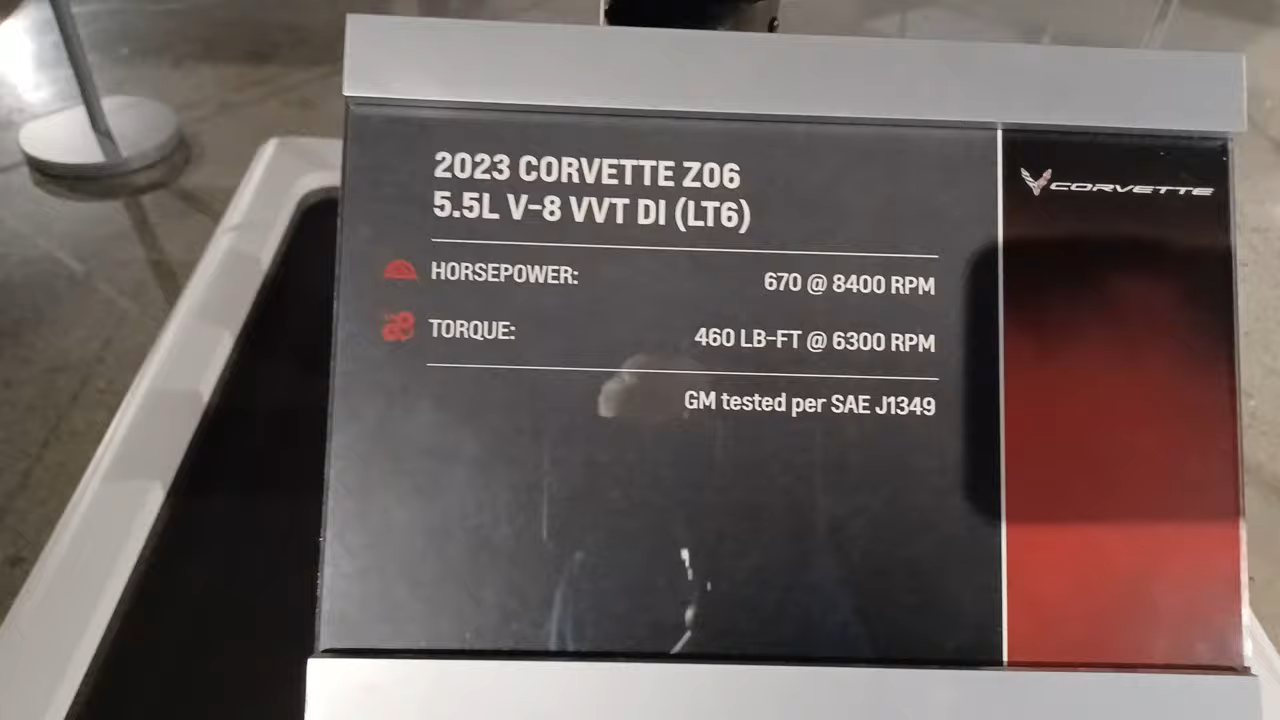 2023 CORVETTE Z06
5.5L V-8 VVT DI (LT6)
HORSEPOWER: 670 @ 8400 RPM
TORQUE: 460 LB-FT @ 6300 RPM
GM tested per SAE J1349
CORVETTE